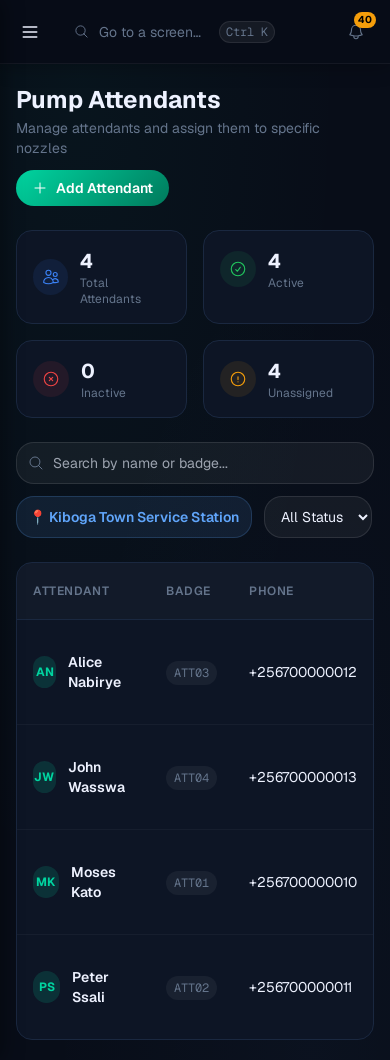 Go to a screen... Ctrl K 40
Pump Attendants
Manage attendants and assign them to specific
nozzles
Add Attendant
4
Total
Attendants
4
Active
0
Inactive
4
Unassigned
Search by name or badge...
Kiboga Town Service Station
All Status
ATTENDANT BADGE PHONE
AN Alice
Nabirye
ATT03 +256700000012
JW John
Wasswa
ATT04 +256700000013
MK Moses
Kato
ATT01 +256700000010
PS Peter
Ssali
ATT02 +256700000011